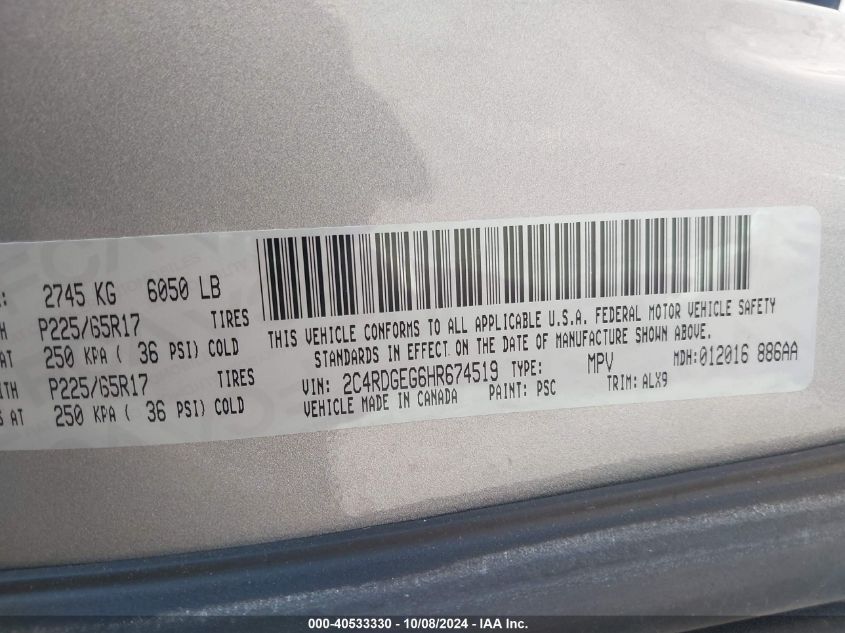 : 2745 KG 6050 LB
H P225/65R17 TIRES
AT 250 KPA ( 36 PSI) COLD
TH P225/65R17 TIRES
S AT 250 KPA ( 36 PSI) COLD
THIS VEHICLE CONFORMS TO ALL APPLICABLE U.S.A. FEDERAL MOTOR VEHICLE SAFETY
STANDARDS IN EFFECT ON THE DATE OF MANUFACTURE SHOWN ABOVE.
VIN: 2C4RDGEG6HR674519 TYPE: MPV MDH:012016 886AA
VEHICLE MADE IN CANADA PAINT: PSC TRIM: ALX9
000-40533330 - 10/08/2024 - IAA Inc.